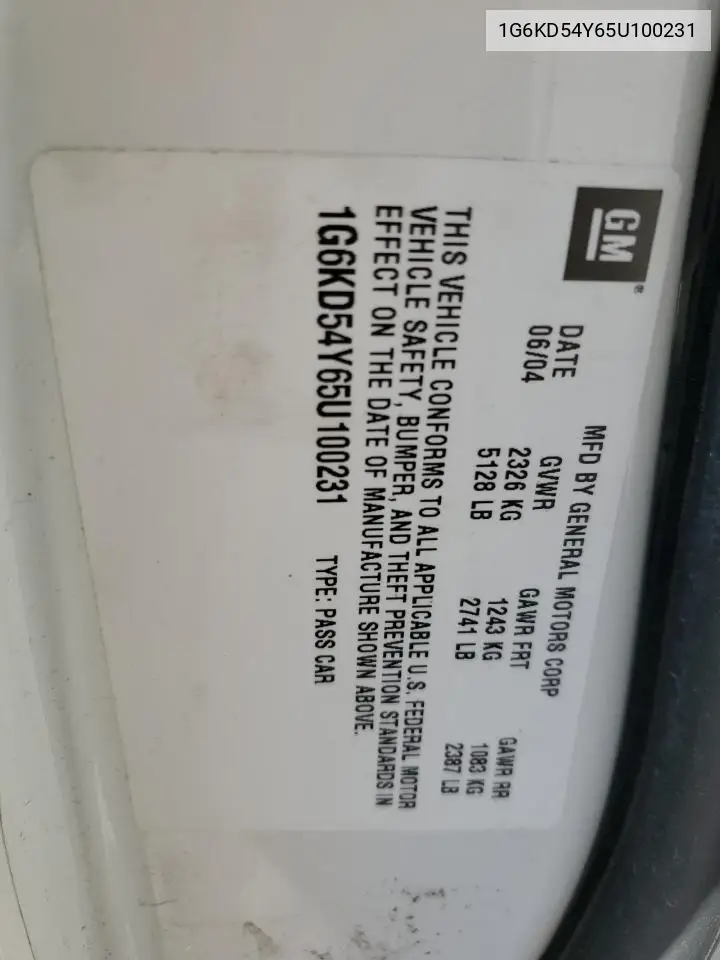 1G6KD54Y65U100231
GM®
MFD BY GENERAL MOTORS CORP
DATE GVWR GAWR FRT GAWR RR
06/04 2326 KG 1243 KG 1083 KG
5128 LB 2741 LB 2387 LB
THIS VEHICLE CONFORMS TO ALL APPLICABLE U.S. FEDERAL MOTOR
VEHICLE SAFETY, BUMPER, AND THEFT PREVENTION STANDARDS IN
EFFECT ON THE DATE OF MANUFACTURE SHOWN ABOVE.
1G6KD54Y65U100231 TYPE: PASS CAR